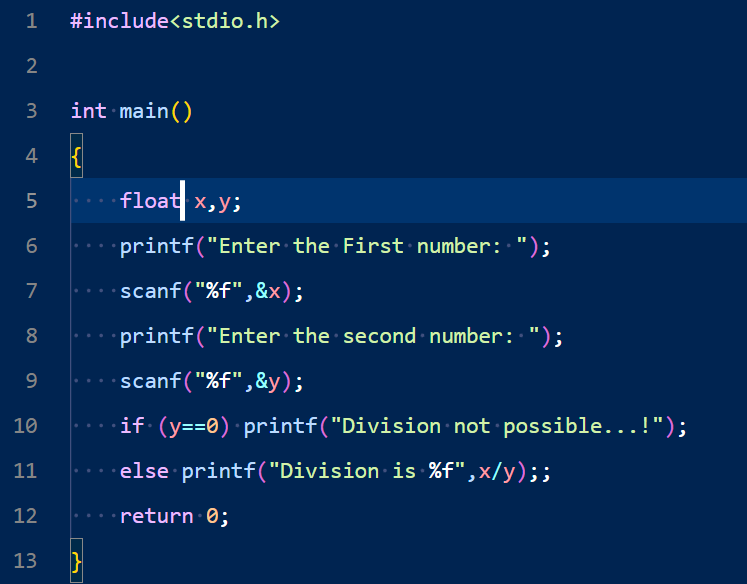 1 #include<stdio.h>
2
3 int main()
4 {
5     float x,y;
6     printf("Enter the First number: ");
7     scanf("%f",&x);
8     printf("Enter the second number: ");
9     scanf("%f",&y);
10     if (y==0) printf("Division not possible...!");
11     else printf("Division is %f",x/y);;
12     return 0;
13 }